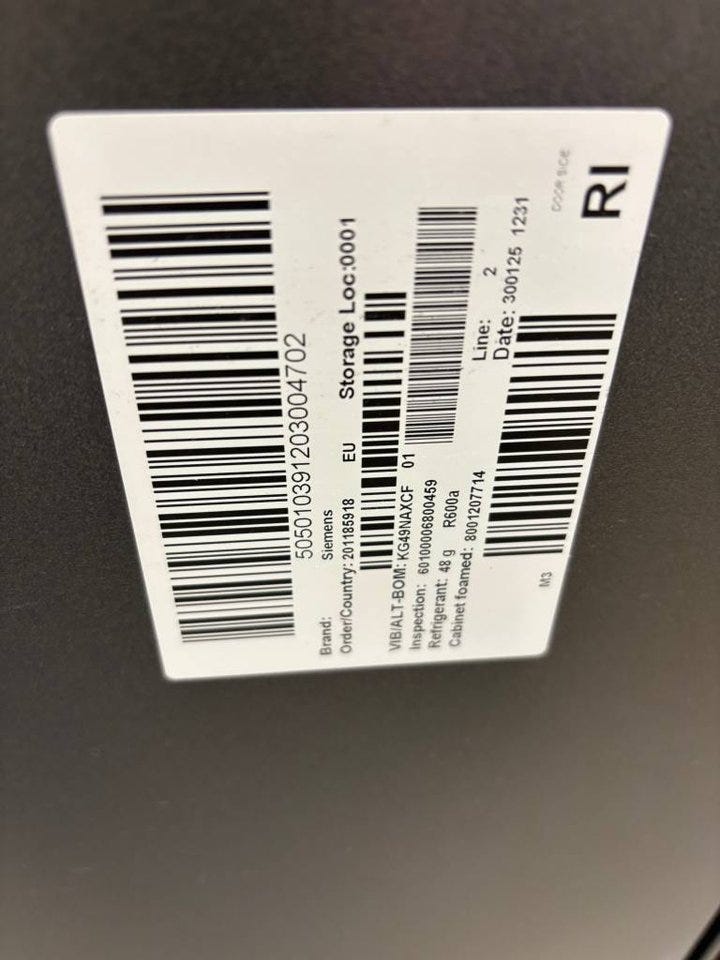 505010391203004702
Brand: Siemens
Order/Country: 201185918 EU Storage Loc:0001
VIB/ALT-BOM: KG49NAXCF 01
Inspection: 60100006800459
Refrigerant: 48 g R600a
Cabinet foamed: 8001207714
Line: 2
Date: 300125 1231
M3
DOOR SIDE
RI